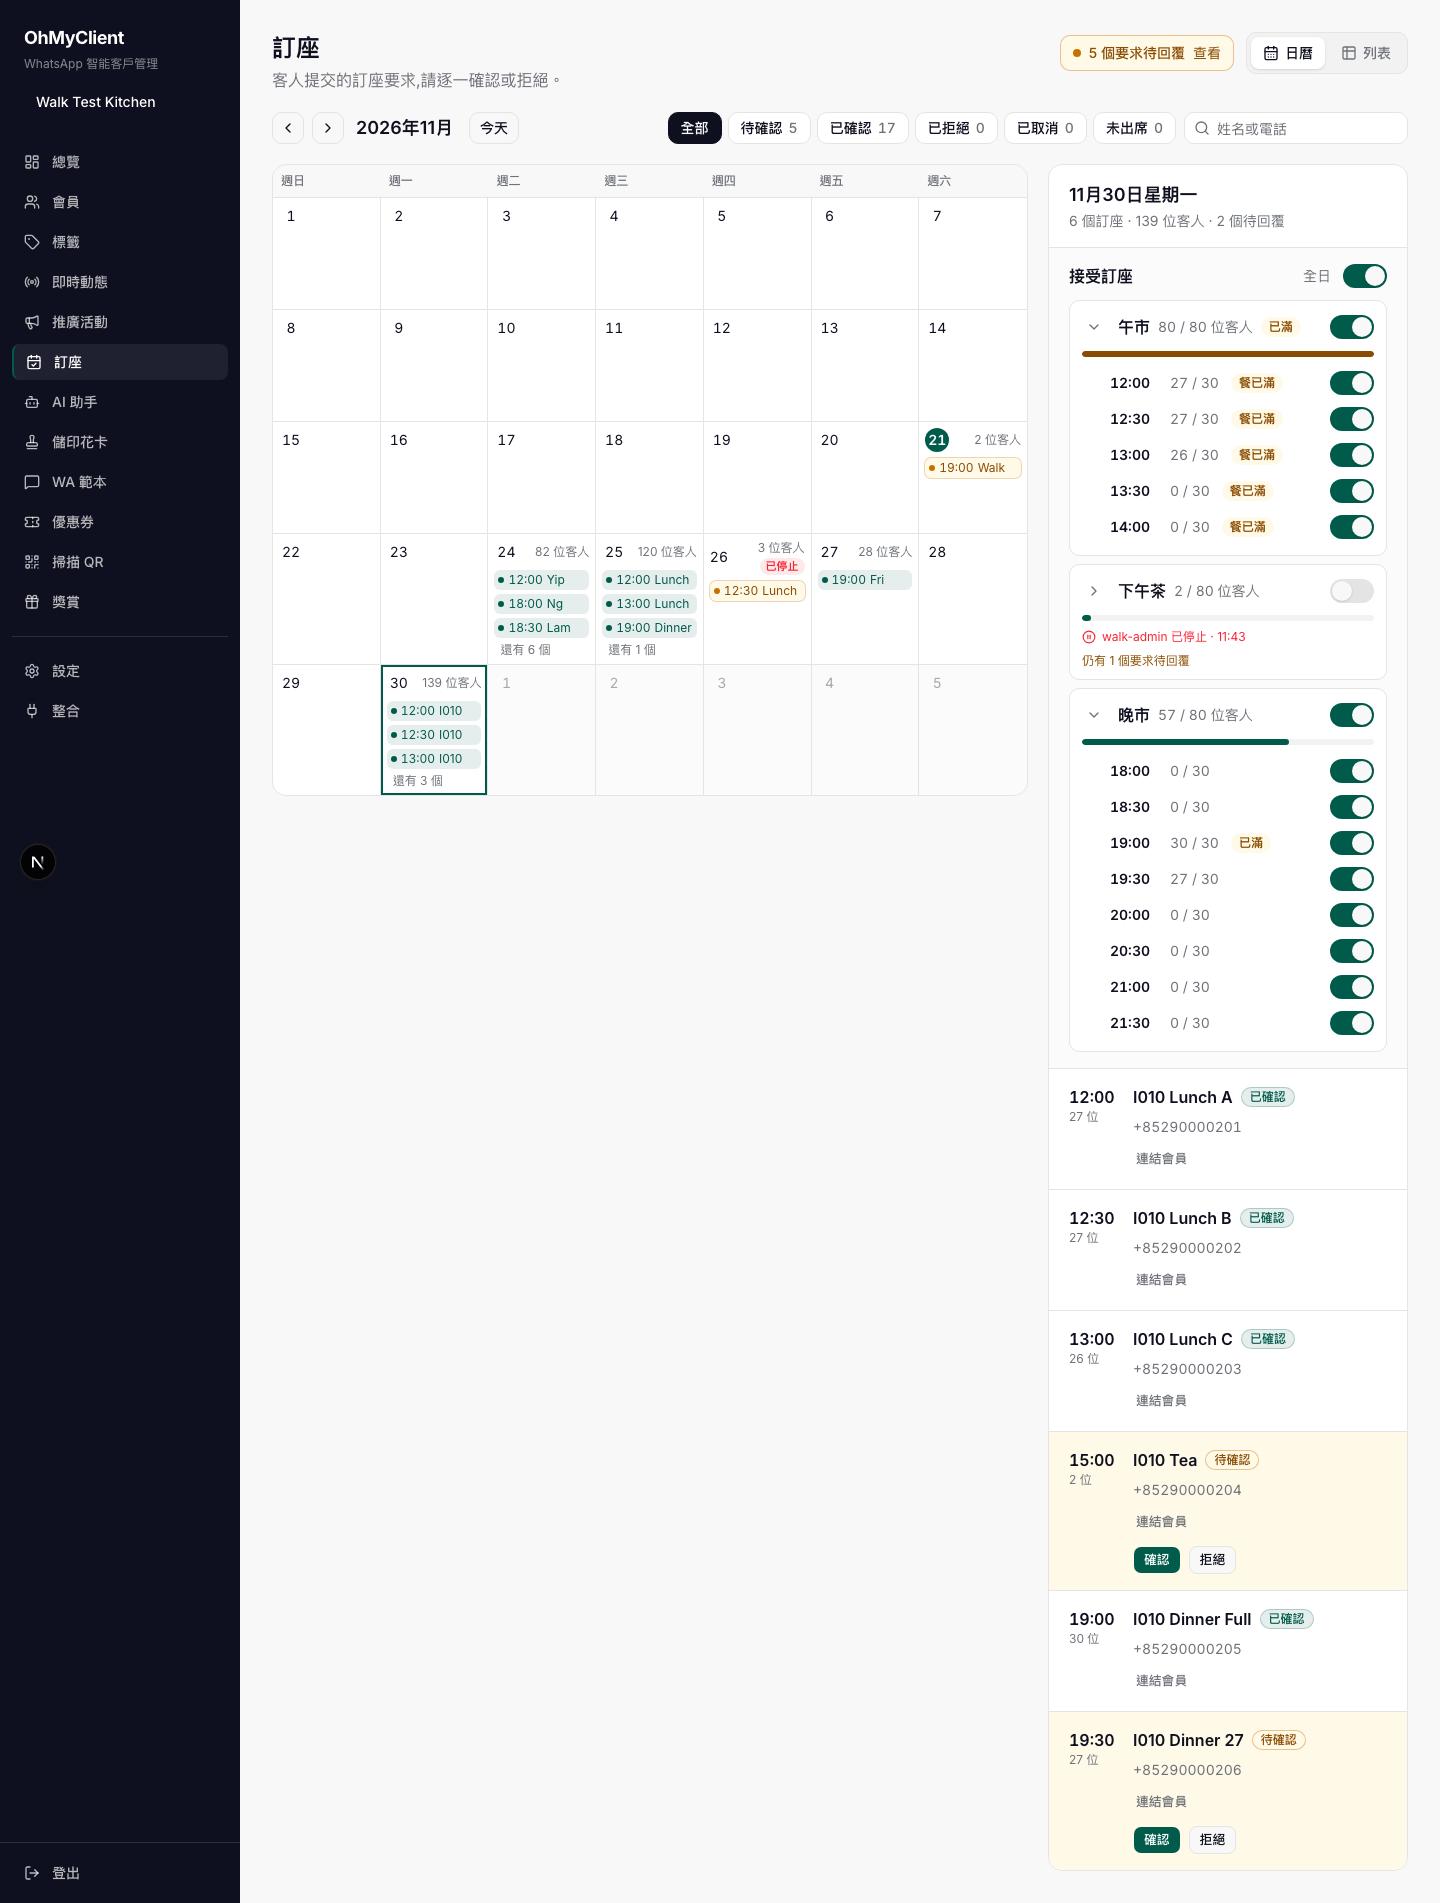 OhMyClient
WhatsApp 智能客戶管理
Walk Test Kitchen
總覽
會員
標籤
即時動態
推廣活動
訂座
AI 助手
儲印花卡
WA 範本
優惠券
掃描 QR
獎賞
設定
整合
登出
訂座
客人提交的訂座要求,請逐一確認或拒絕。
5 個要求待回覆 查看
日曆
列表
2026年11月
今天
全部
待確認 5
已確認 17
已拒絕 0
已取消 0
未出席 0
姓名或電話
週日 週一 週二 週三 週四 週五 週六
1 2 3 4 5 6 7
8 9 10 11 12 13 14
15 16 17 18 19 20
21 2 位客人
19:00 Walk
22 23
24 82 位客人
12:00 Yip
18:00 Ng
18:30 Lam
還有 6 個
25 120 位客人
12:00 Lunch
13:00 Lunch
19:00 Dinner
還有 1 個
26 3 位客人
已停止
12:30 Lunch
27 28 位客人
19:00 Fri
28
29
30 139 位客人
12:00 I010
12:30 I010
13:00 I010
還有 3 個
1 2 3 4 5
11月30日星期一
6 個訂座 · 139 位客人 · 2 個待回覆
接受訂座 全日
午市 80 / 80 位客人 已滿
12:00 27 / 30 餐已滿
12:30 27 / 30 餐已滿
13:00 26 / 30 餐已滿
13:30 0 / 30 餐已滿
14:00 0 / 30 餐已滿
下午茶 2 / 80 位客人
walk-admin 已停止 · 11:43
仍有 1 個要求待回覆
晚市 57 / 80 位客人
18:00 0 / 30
18:30 0 / 30
19:00 30 / 30 已滿
19:30 27 / 30
20:00 0 / 30
20:30 0 / 30
21:00 0 / 30
21:30 0 / 30
12:00 I010 Lunch A 已確認
27 位
+85290000201
連結會員
12:30 I010 Lunch B 已確認
27 位
+85290000202
連結會員
13:00 I010 Lunch C 已確認
26 位
+85290000203
連結會員
15:00 I010 Tea 待確認
2 位
+85290000204
連結會員
確認 拒絕
19:00 I010 Dinner Full 已確認
30 位
+85290000205
連結會員
19:30 I010 Dinner 27 待確認
27 位
+85290000206
連結會員
確認 拒絕